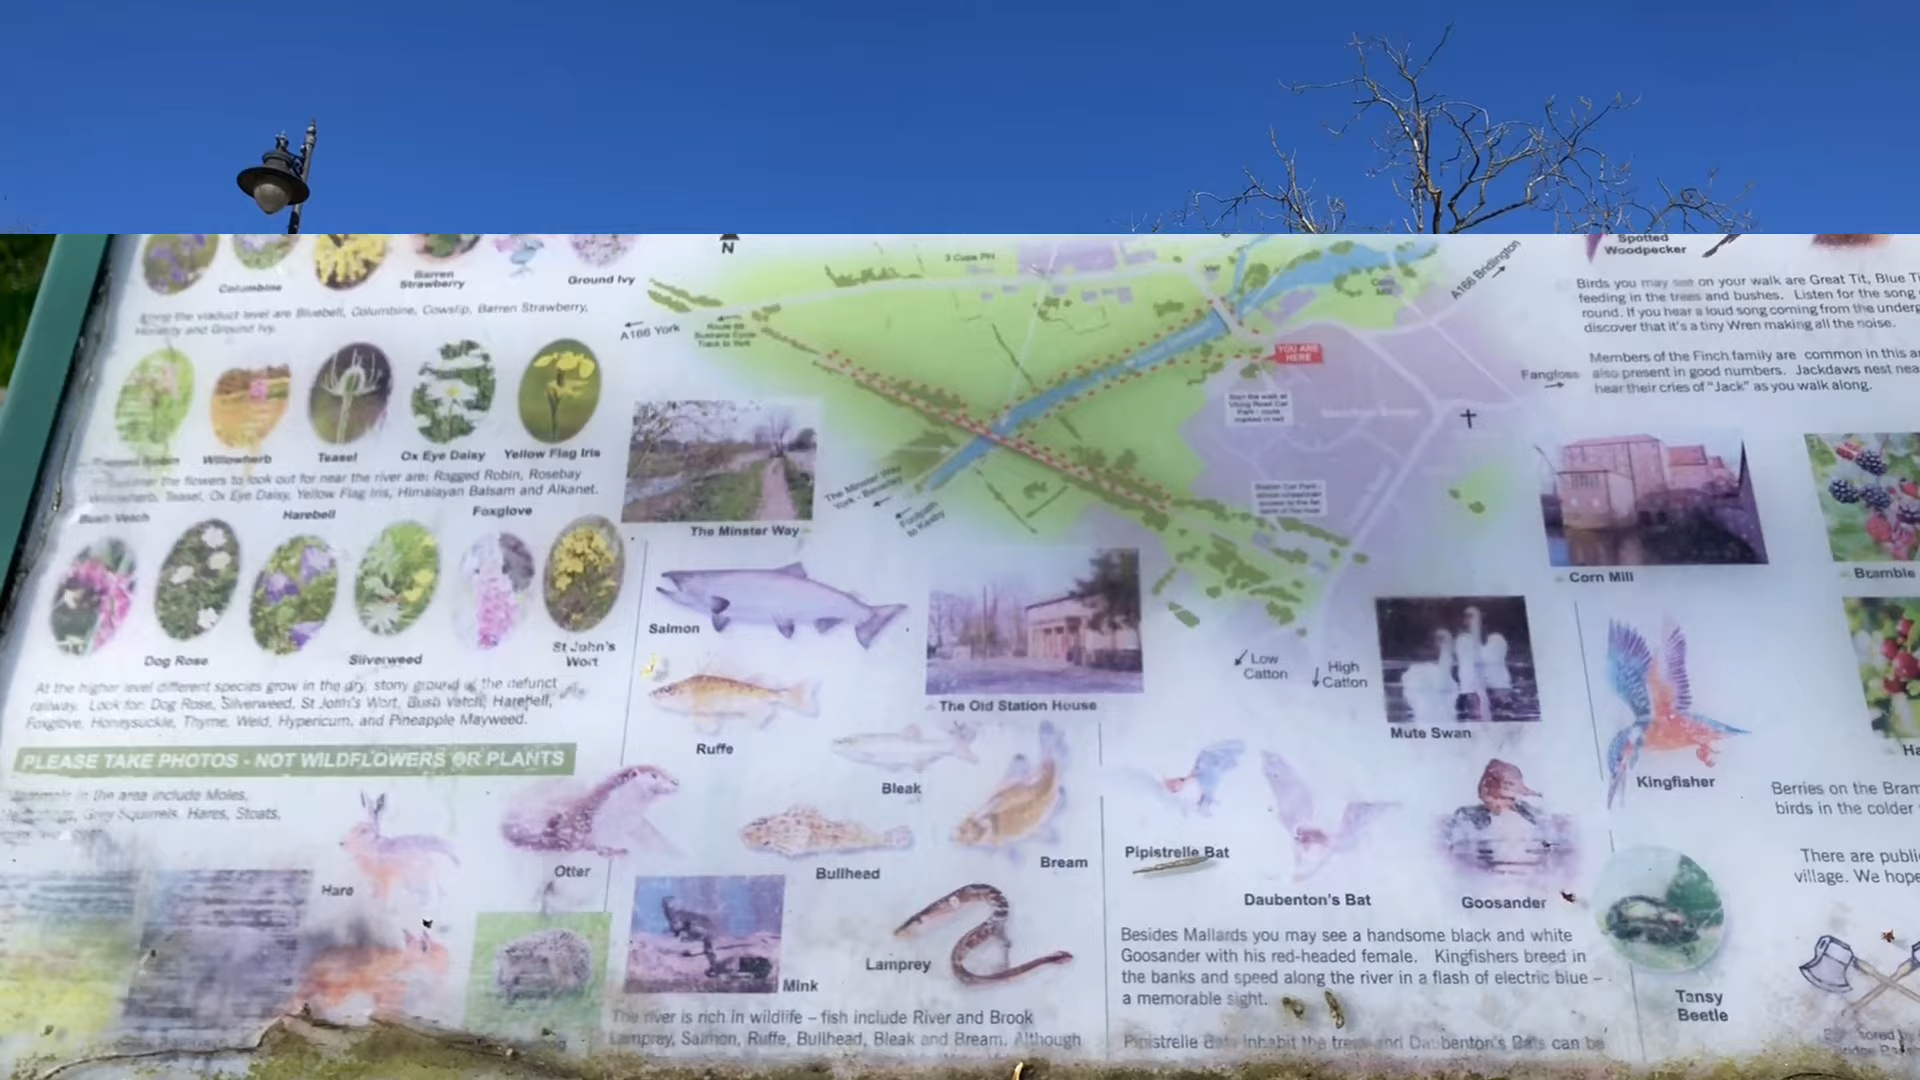 Columbine
Barren
Strawberry
Ground Ivy
the viaduct level are Bluebell, Columbine, Cowslip, Barren Strawberry,
and Ground Ivy.
Willowherb
Teasel
Ox Eye Daisy
Yellow Flag Iris
the flowers to look out for near the river are: Ragged Robin, Rosebay
Teasel, Ox Eye Daisy, Yellow Flag Iris, Himalayan Balsam and Alkanet.
Bush Vetch
Harebell
Foxglove
Dog Rose
Silverweed
St John's
Wort
At the higher level different species grow in the dry, stony ground of the defunct
railway. Look for: Dog Rose, Silverweed, St John's Wort, Bush Vetch, Harebell,
Foxglove, Honeysuckle, Thyme, Weld, Hypericum, and Pineapple Mayweed.
PLEASE TAKE PHOTOS - NOT WILDFLOWERS OR PLANTS
in the area include Moles,
Grey Squirrels, Hares, Stoats,
Hare
Otter
N
3 Cups PH
A166 York
A166 Bridlington
YOU ARE
HERE
The Minster Way
York - Beverley
Footpath
to Kexby
Fangfoss
Low
Catton
High
Catton
The Minster Way
Salmon
The Old Station House
Ruffe
Bleak
Bullhead
Bream
Mink
Lamprey
The river is rich in wildlife – fish include River and Brook
Lamprey, Salmon, Ruffe, Bullhead, Bleak and Bream. Although
Mute Swan
Pipistrelle Bat
Daubenton's Bat
Goosander
Kingfisher
Besides Mallards you may see a handsome black and white
Goosander with his red-headed female. Kingfishers breed in
the banks and speed along the river in a flash of electric blue –
a memorable sight.
Pipistrelle Bats inhabit the trees and Daubenton's Bats can be
Tansy
Beetle
Spotted
Woodpecker
Birds you may see on your walk are Great Tit, Blue Ti
feeding in the trees and bushes. Listen for the song
round. If you hear a loud song coming from the underg
discover that it's a tiny Wren making all the noise.
Members of the Finch family are common in this a
also present in good numbers. Jackdaws nest nea
hear their cries of "Jack" as you walk along.
Corn Mill
Bramble
Ha
Berries on the Bram
birds in the colder
There are publi
village. We hope